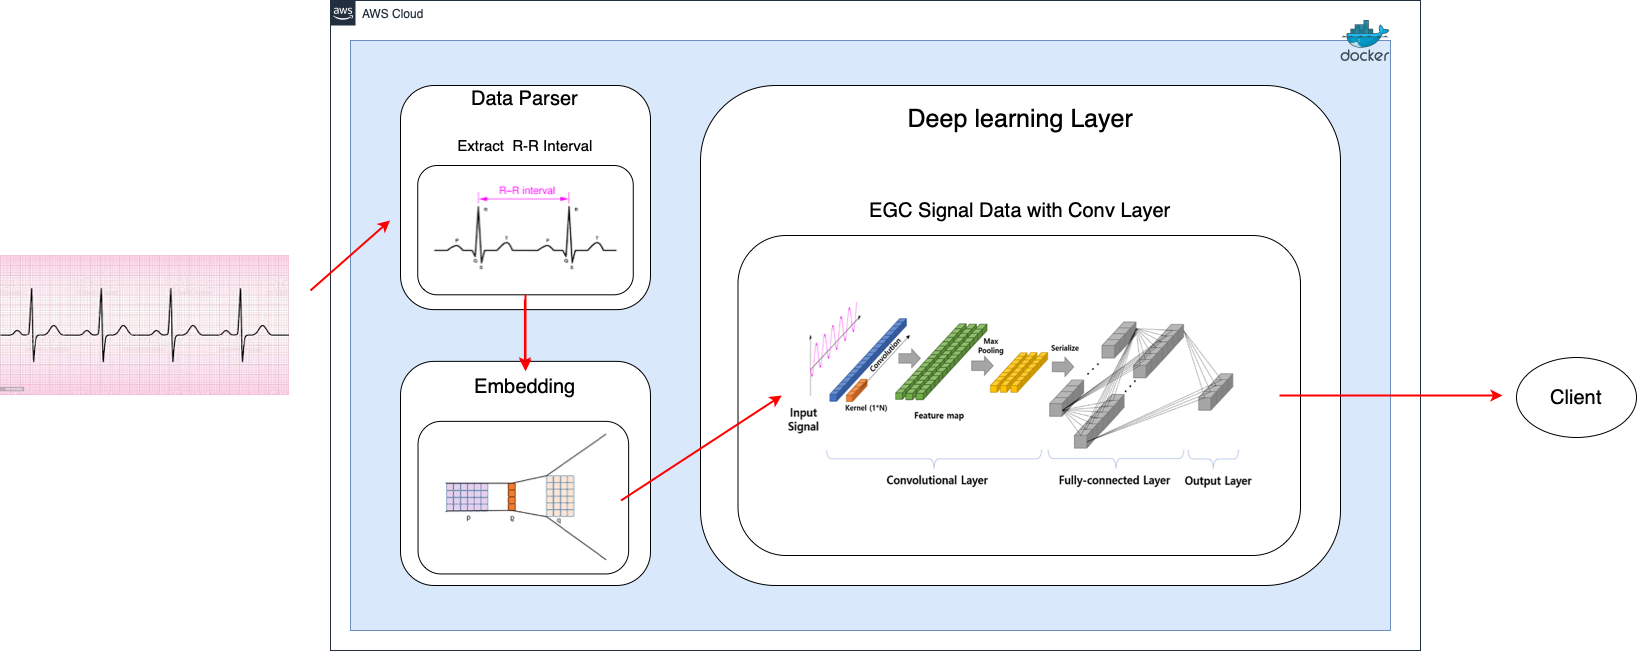 aws
AWS Cloud
docker
Data Parser
Extract R-R Interval
R-R interval
R
R
P
T
P
T
Q
S
Q
S
Embedding
p
q
Deep learning Layer
EGC Signal Data with Conv Layer
Input
Signal
Kernel (1*N)
Convolution
Feature map
Max
Pooling
Serialize
Convolutional Layer
Fully-connected Layer
Output Layer
Client